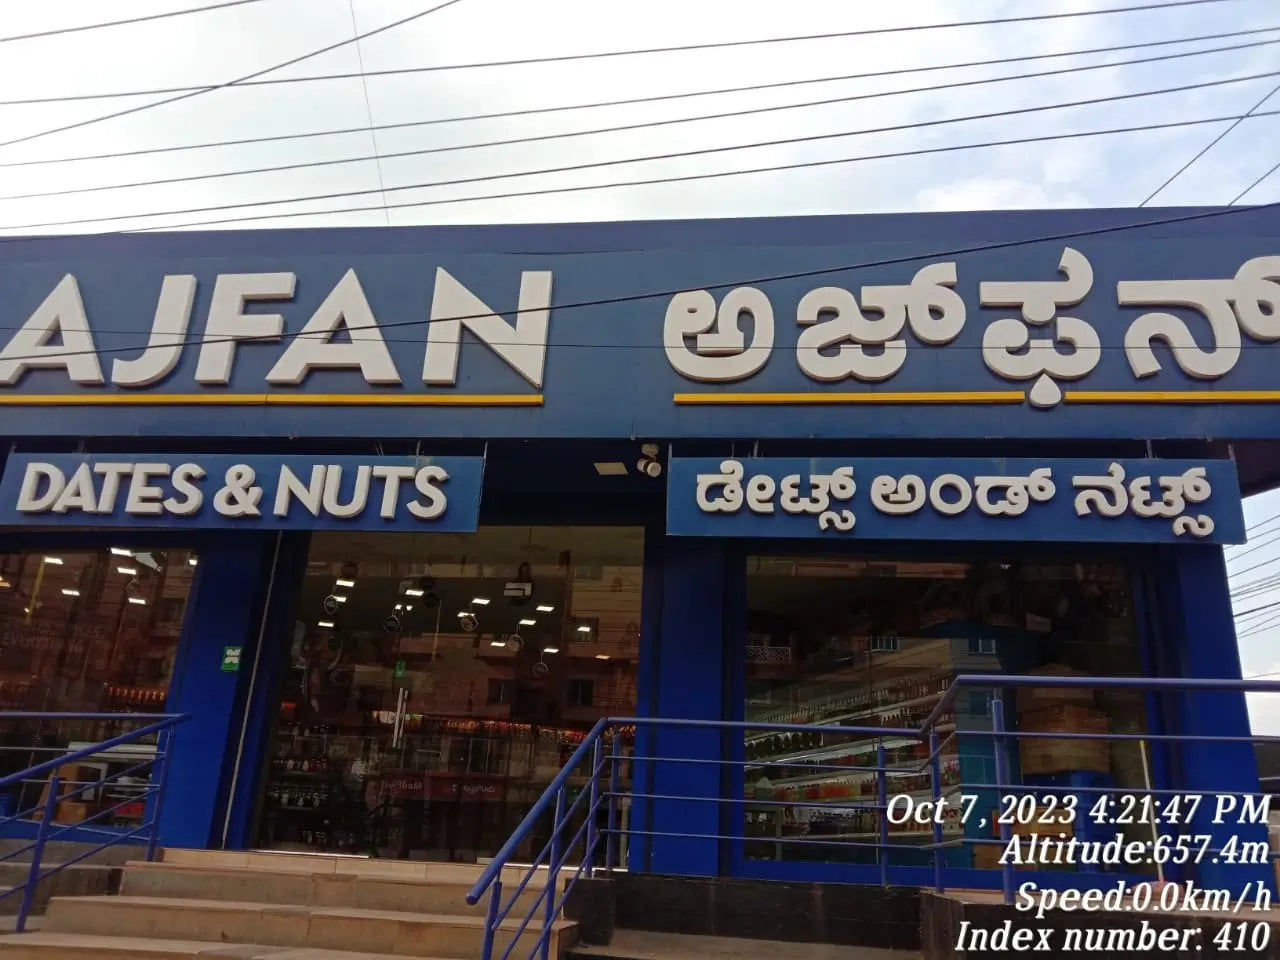 AJFAN ಅಜ್‌ಫನ್
DATES & NUTS
ಡೇಟ್ಸ್ ಅಂಡ್ ನಟ್ಸ್
Oct 7, 2023 4:21:47 PM
Altitude:657.4m
Speed:0.0km/h
Index number: 410